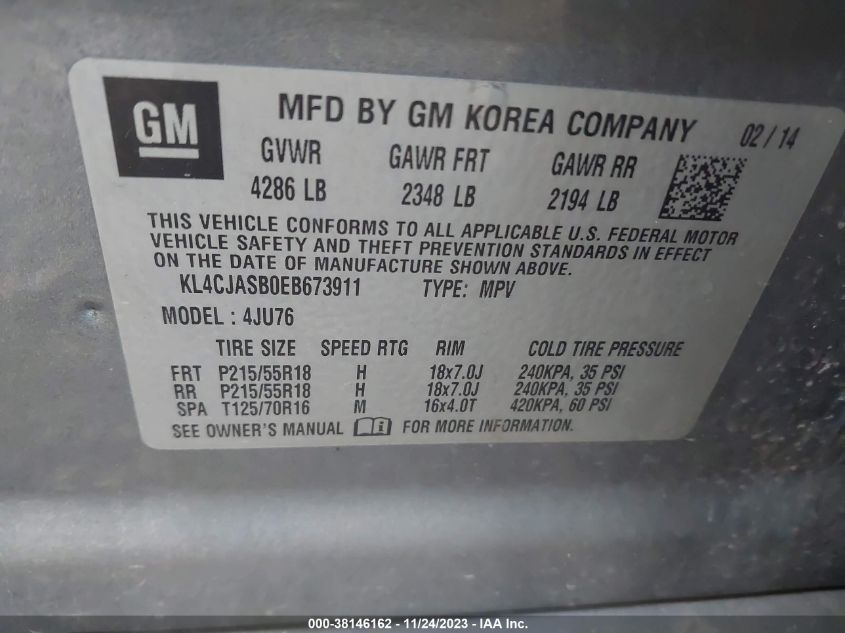 GM
MFD BY GM KOREA COMPANY 02/14
GVWR GAWR FRT GAWR RR
4286 LB 2348 LB 2194 LB
THIS VEHICLE CONFORMS TO ALL APPLICABLE U.S. FEDERAL MOTOR
VEHICLE SAFETY AND THEFT PREVENTION STANDARDS IN EFFECT
ON THE DATE OF MANUFACTURE SHOWN ABOVE.
KL4CJASB0EB673911 TYPE: MPV
MODEL : 4JU76
TIRE SIZE SPEED RTG RIM COLD TIRE PRESSURE
FRT P215/55R18 H 18x7.0J 240KPA, 35 PSI
RR P215/55R18 H 18x7.0J 240KPA, 35 PSI
SPA T125/70R16 M 16x4.0T 420KPA, 60 PSI
SEE OWNER'S MANUAL FOR MORE INFORMATION.
000-38146162 - 11/24/2023 - IAA Inc.